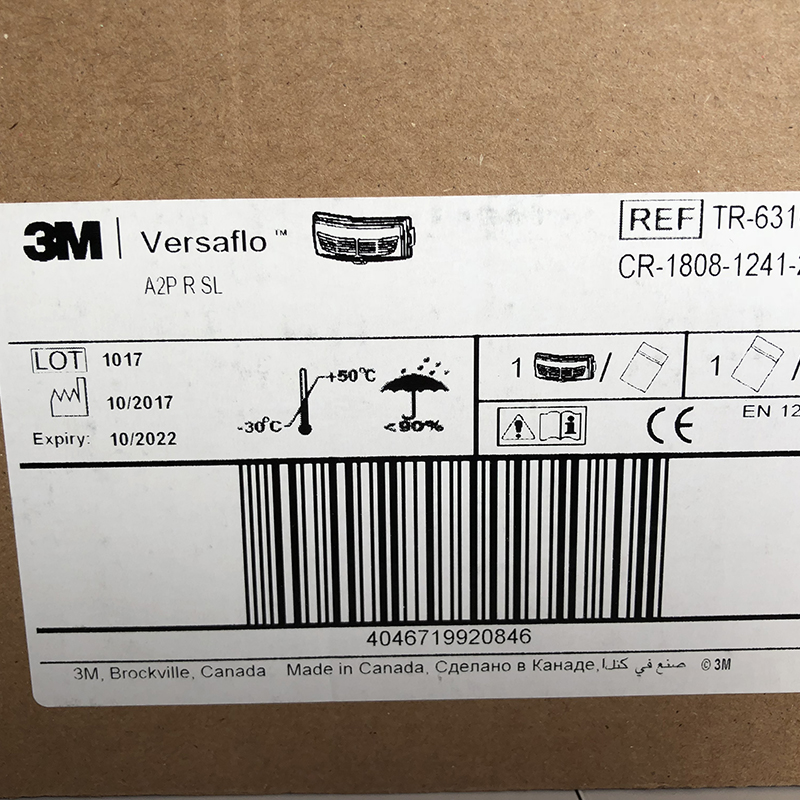 3M | Versaflo™
A2P R SL
REF TR-631
CR-1808-1241-
LOT 1017
10/2017
Expiry: 10/2022
+50°C
-30°C
<90%
1 /
1 /
CE
EN 12
4046719920846
3M, Brockville, Canada Made in Canada, Сделано в Канаде, صنع في كندا © 3M